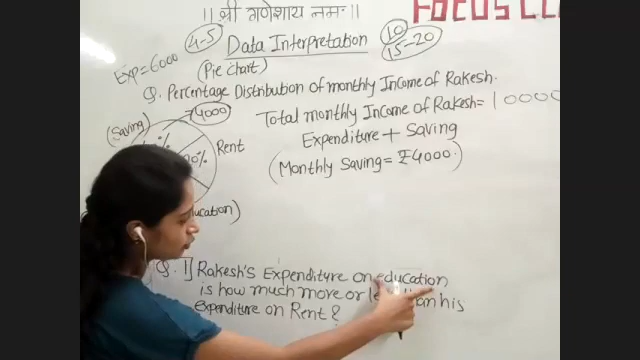 ।। श्री गणेशाय नमः ।।
FOCUS
4-5
10
15-20
Data Interpretation
(Pie chart)
Exp=6000
Q. Percentage Distribution of monthly Income of Rakesh.
₹4000
Total monthly Income of Rakesh = 10000
Expenditure + Saving
(Monthly Saving = ₹4000.)
(Saving)
Rent
Q.1] Rakesh's Expenditure on education
is how much more or his
expenditure on Rent?